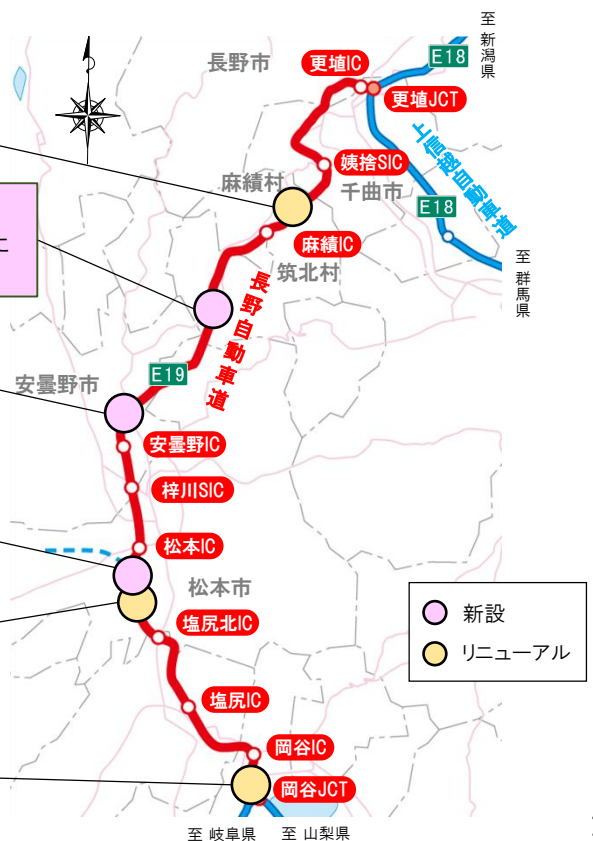 至 新潟県
E18
長野市
更埴IC
更埴JCT
上信越自動車道
姨捨SIC
麻績村
千曲市
E18
麻績IC
至 群馬県
筑北村
長野自動車道
E19
安曇野市
安曇野IC
梓川SIC
松本IC
松本市
新設
塩尻北IC
リニューアル
塩尻IC
岡谷IC
岡谷JCT
至 岐阜県 至 山梨県